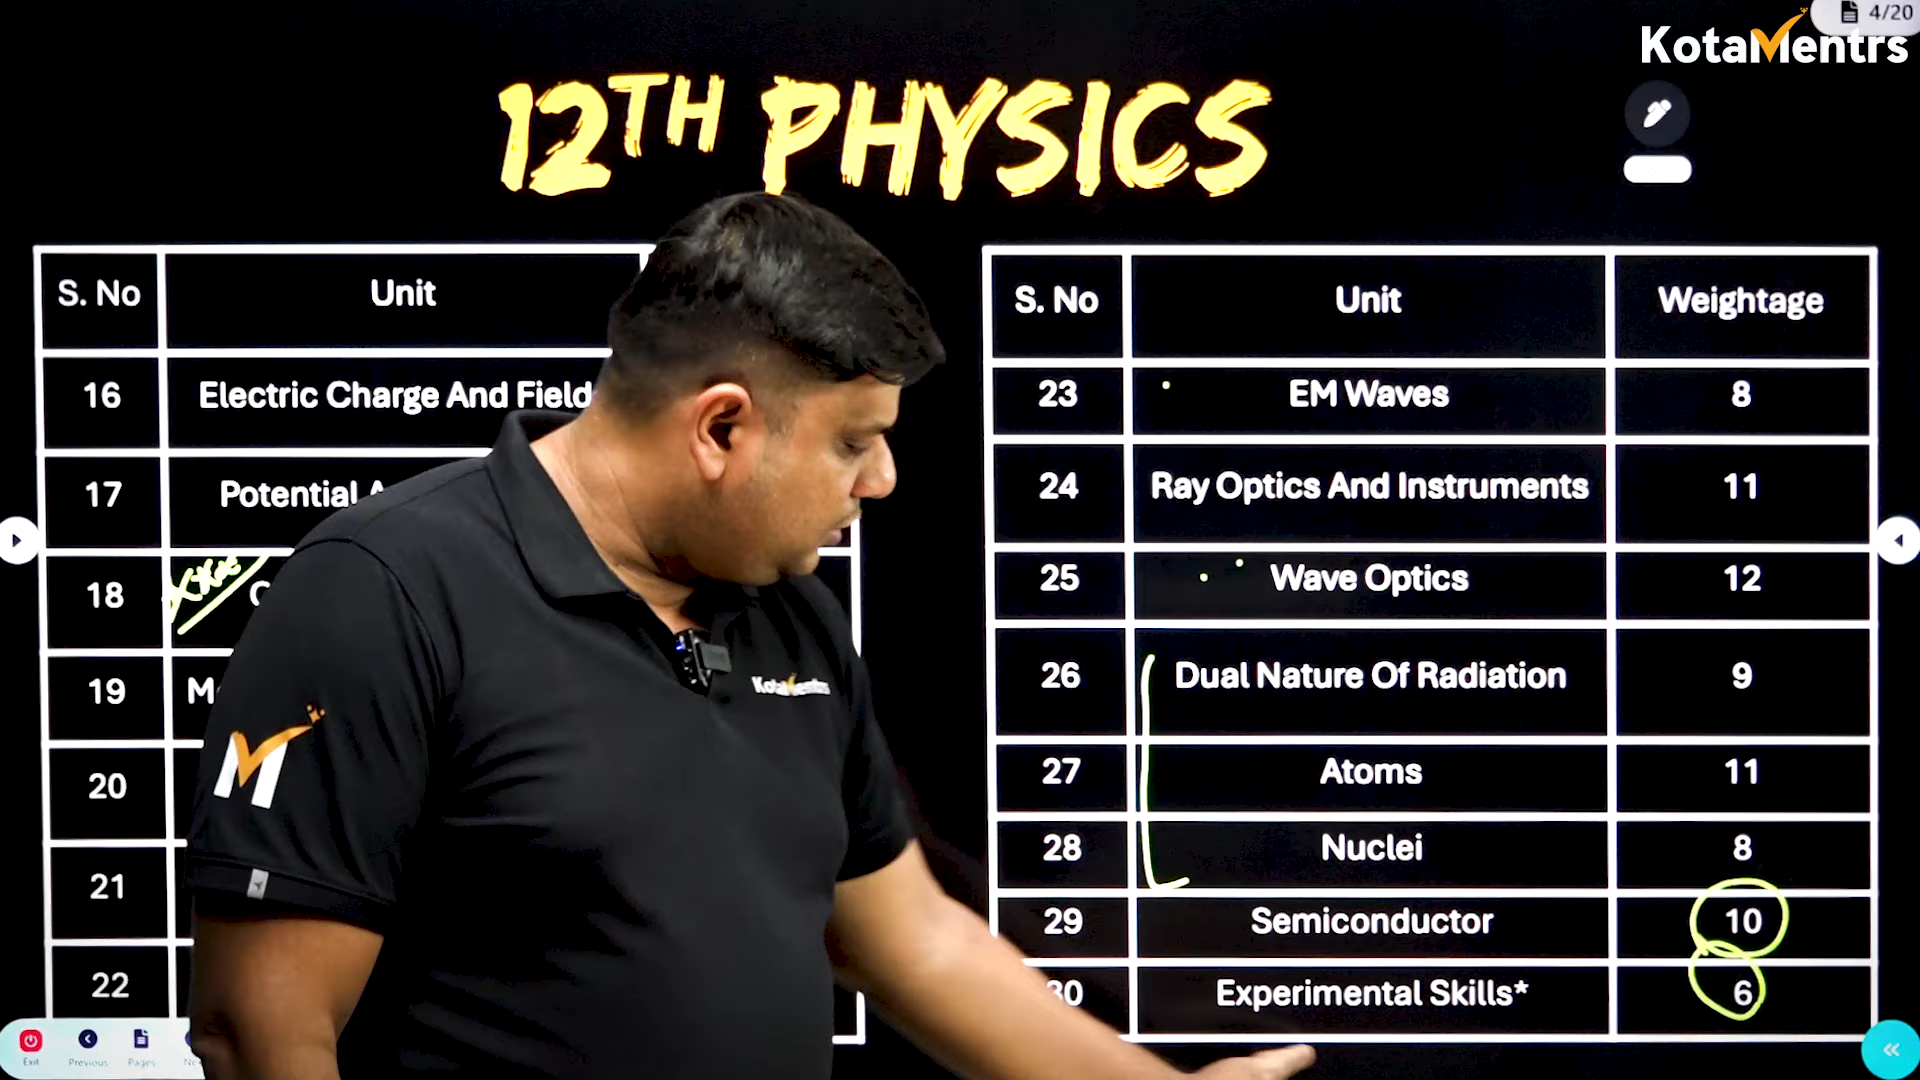 4/20
KotaMentrs
12TH PHYSICS
S. No Unit
16 Electric Charge And Field
17 Potential
18
19
20
21
22
S. No Unit Weightage
23 EM Waves 8
24 Ray Optics And Instruments 11
25 Wave Optics 12
26 Dual Nature Of Radiation 9
27 Atoms 11
28 Nuclei 8
29 Semiconductor 10
30 Experimental Skills* 6
KotaMentrs
M
Exit Previous Pages